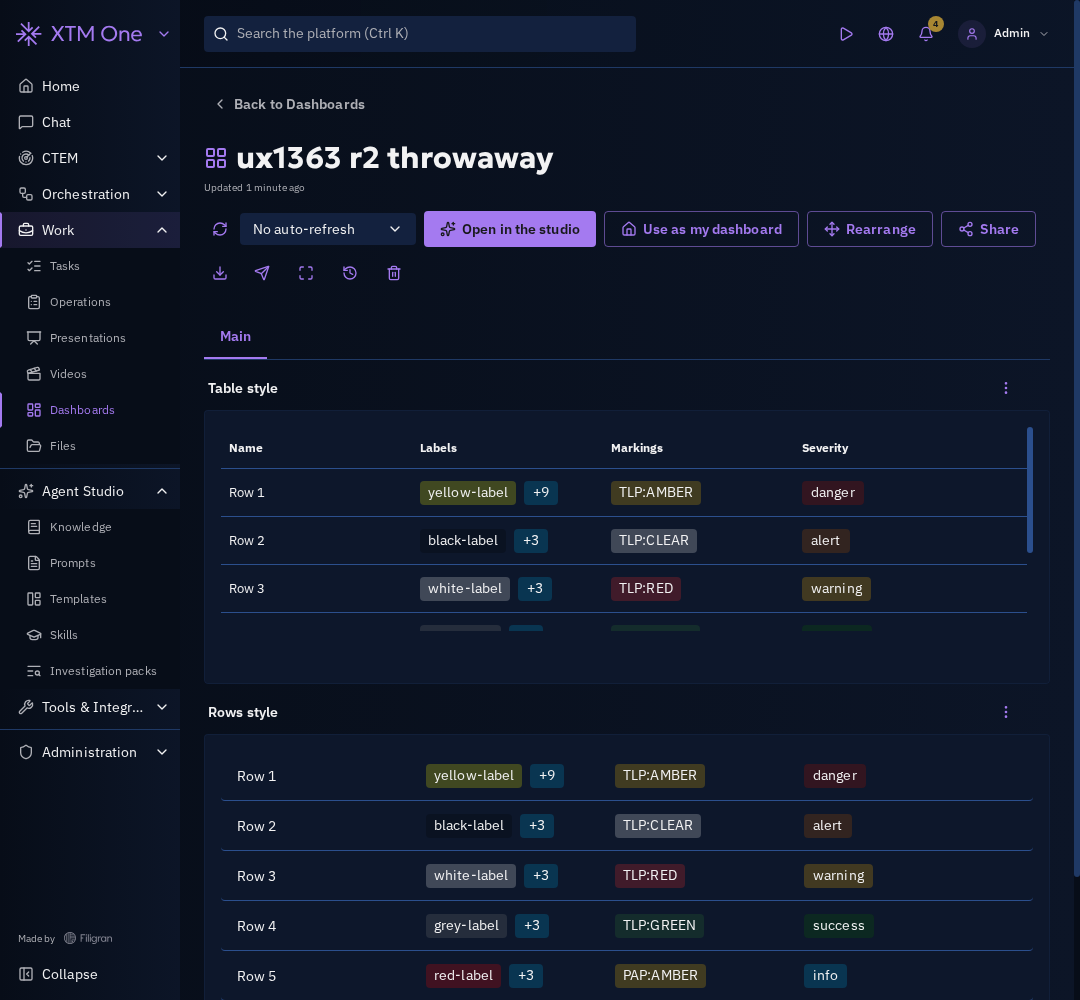 XTM One
Search the platform (Ctrl K)
4
Admin
Home
Chat
CTEM
Orchestration
Work
Tasks
Operations
Presentations
Videos
Dashboards
Files
Agent Studio
Knowledge
Prompts
Templates
Skills
Investigation packs
Tools & Integr...
Administration
Made by Filigran
Collapse
Back to Dashboards
ux1363 r2 throwaway
Updated 1 minute ago
No auto-refresh Open in the studio Use as my dashboard Rearrange Share
Main
Table style
Name Labels Markings Severity
Row 1 yellow-label +9 TLP:AMBER danger
Row 2 black-label +3 TLP:CLEAR alert
Row 3 white-label +3 TLP:RED warning
Rows style
Row 1 yellow-label +9 TLP:AMBER danger
Row 2 black-label +3 TLP:CLEAR alert
Row 3 white-label +3 TLP:RED warning
Row 4 grey-label +3 TLP:GREEN success
Row 5 red-label +3 PAP:AMBER info